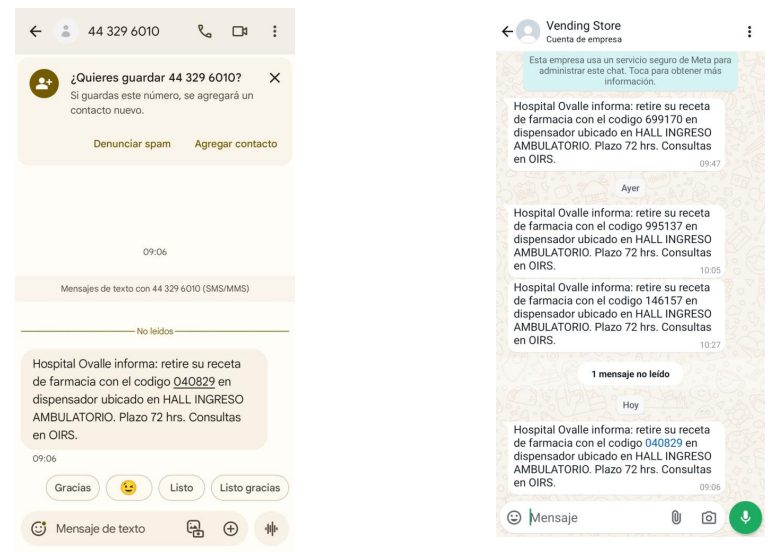 44 329 6010
¿Quieres guardar 44 329 6010?
Si guardas este número, se agregará un
contacto nuevo.
Denunciar spam Agregar contacto
09:06
Mensajes de texto con 44 329 6010 (SMS/MMS)
No leídos
Hospital Ovalle informa: retire su receta
de farmacia con el codigo 040829 en
dispensador ubicado en HALL INGRESO
AMBULATORIO. Plazo 72 hrs. Consultas
en OIRS.
09:06
Gracias 😉 Listo Listo gracias
Mensaje de texto
Vending Store
Cuenta de empresa
Esta empresa usa un servicio seguro de Meta para
administrar este chat. Toca para obtener más
información.
Hospital Ovalle informa: retire su receta
de farmacia con el codigo 699170 en
dispensador ubicado en HALL INGRESO
AMBULATORIO. Plazo 72 hrs. Consultas
en OIRS.
09:47
Ayer
Hospital Ovalle informa: retire su receta
de farmacia con el codigo 995137 en
dispensador ubicado en HALL INGRESO
AMBULATORIO. Plazo 72 hrs. Consultas
en OIRS.
10:05
Hospital Ovalle informa: retire su receta
de farmacia con el codigo 146157 en
dispensador ubicado en HALL INGRESO
AMBULATORIO. Plazo 72 hrs. Consultas
en OIRS.
10:27
1 mensaje no leído
Hoy
Hospital Ovalle informa: retire su receta
de farmacia con el codigo 040829 en
dispensador ubicado en HALL INGRESO
AMBULATORIO. Plazo 72 hrs. Consultas
en OIRS.
09:06
Mensaje